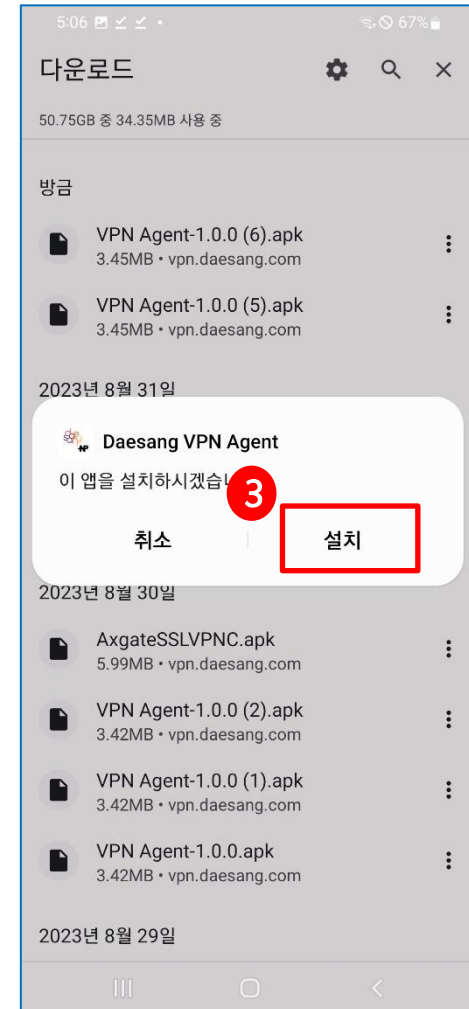 5:06
67%
다운로드
50.75GB 중 34.35MB 사용 중
방금
VPN Agent-1.0.0 (6).apk
3.45MB • vpn.daesang.com
VPN Agent-1.0.0 (5).apk
3.45MB • vpn.daesang.com
2023년 8월 31일
Daesang VPN Agent
이 앱을 설치하시겠습
3
취소
설치
2023년 8월 30일
AxgateSSLVPNC.apk
5.99MB • vpn.daesang.com
VPN Agent-1.0.0 (2).apk
3.42MB • vpn.daesang.com
VPN Agent-1.0.0 (1).apk
3.42MB • vpn.daesang.com
VPN Agent-1.0.0.apk
3.42MB • vpn.daesang.com
2023년 8월 29일